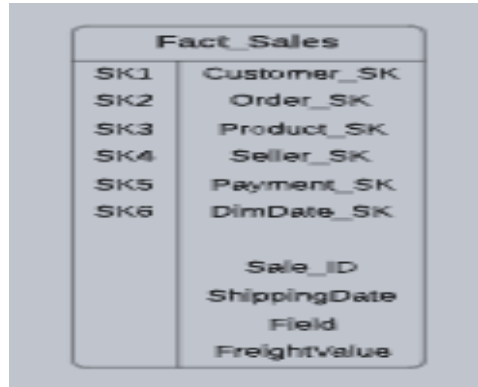 Fact_Sales
SK1 Customer_SK
SK2 Order_SK
SK3 Product_SK
SK4 Seller_SK
SK5 Payment_SK
SK6 DimDate_SK
Sale_ID
ShippingDate
Field
FreightValue